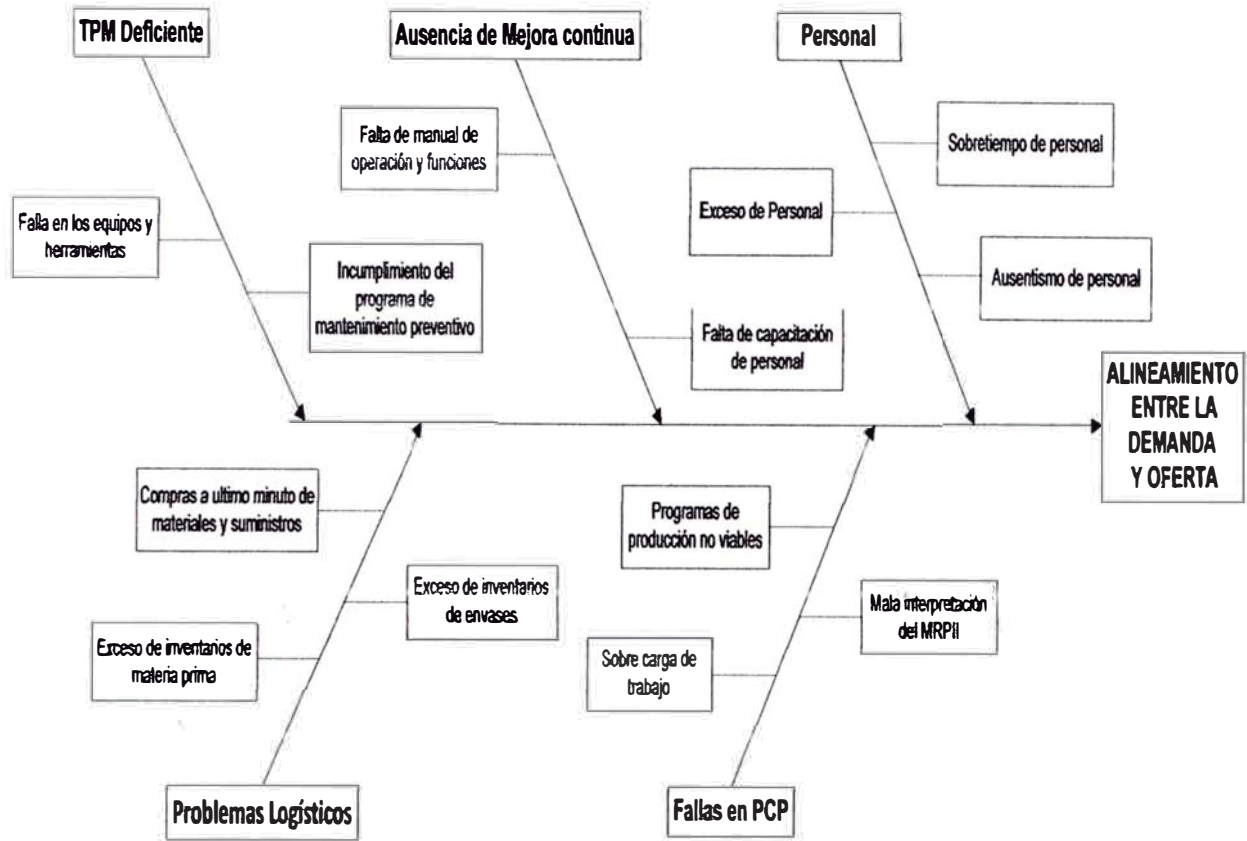 TPM Deficiente
Ausencia de Mejora continua
Personal
Falta de manual de
operación y funciones
Sobretiempo de personal
Exceso de Personal
Falla en los equipos y
herramientas
Incumplimiento del
programa de
mantenimiento preventivo
Ausentismo de personal
Falta de capacitación
de personal
ALINEAMIENTO
ENTRE LA
DEMANDA
Y OFERTA
Compras a ultimo minuto de
materiales y suministros
Programas de
producción no viables
Exceso de inventarios
de envases
Mala interpretación
del MRPII
Exceso de inventarios de
materia prima
Sobre carga de
trabajo
Problemas Logísticos
Fallas en PCP